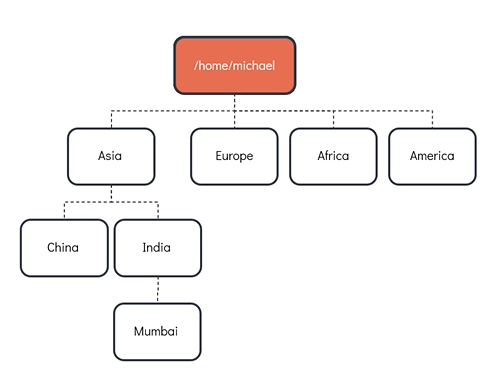 /home/michael
Asia
Europe
Africa
America
China
India
Mumbai